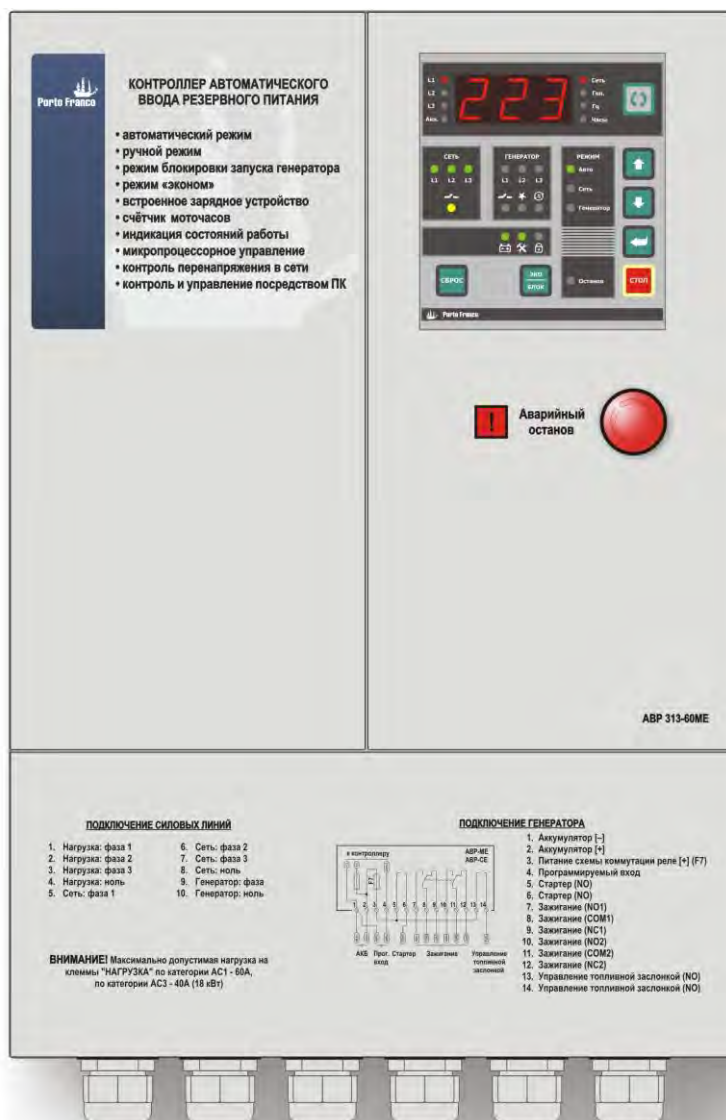 Porto Franco
КОНТРОЛЛЕР АВТОМАТИЧЕСКОГО
ВВОДА РЕЗЕРВНОГО ПИТАНИЯ
• автоматический режим
• ручной режим
• режим блокировки запуска генератора
• режим «эконом»
• встроенное зарядное устройство
• счётчик моточасов
• индикация состояний работы
• микропроцессорное управление
• контроль перенапряжения в сети
• контроль и управление посредством ПК
L1
L2
L3
Акк.
223
Сеть
Ген.
Гц
Часы
СЕТЬ
L1 L2 L3
ГЕНЕРАТОР
L1 L2 L3
РЕЖИМ
Авто
Сеть
Генератор
Останов
СБРОС
ЭКО
БЛОК
СТОП
Porto Franco
! Аварийный
останов
АВР 313-60МЕ
ПОДКЛЮЧЕНИЕ СИЛОВЫХ ЛИНИЙ
1. Нагрузка: фаза 1
2. Нагрузка: фаза 2
3. Нагрузка: фаза 3
4. Нагрузка: ноль
5. Сеть: фаза 1
6. Сеть: фаза 2
7. Сеть: фаза 3
8. Сеть: ноль
9. Генератор: фаза
10. Генератор: ноль
ВНИМАНИЕ! Максимально допустимая нагрузка на
клеммы "НАГРУЗКА" по категории АС1 - 60А,
по категории АС3 - 40А (18 кВт)
ПОДКЛЮЧЕНИЕ ГЕНЕРАТОРА
к контроллеру
АВР-МЕ
АВР-СЕ
F7
1 2 3 4 5 6 7 8 9 10 11 12 13 14
АКБ
Прог.
вход
Стартер
Зажигание
Управление
топливной
заслонкой
1. Аккумулятор [–]
2. Аккумулятор [+]
3. Питание схемы коммутации реле [+] (F7)
4. Программируемый вход
5. Стартер (NO)
6. Стартер (NO)
7. Зажигание (NO1)
8. Зажигание (COM1)
9. Зажигание (NC1)
10. Зажигание (NO2)
11. Зажигание (COM2)
12. Зажигание (NC2)
13. Управление топливной заслонкой (NO)
14. Управление топливной заслонкой (NO)